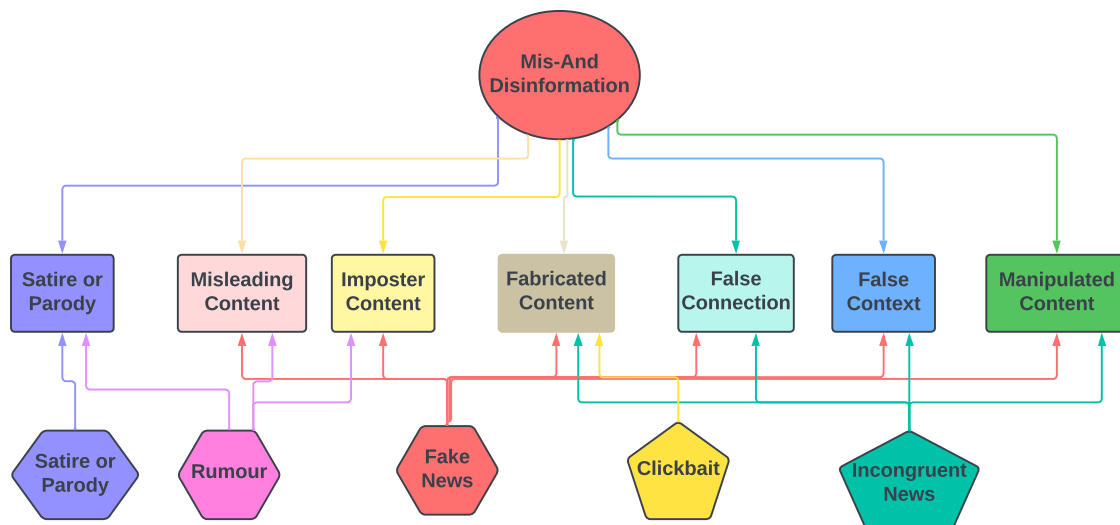 Mis-And
Disinformation
Satire or
Parody
Misleading
Content
Imposter
Content
Fabricated
Content
False
Connection
False
Context
Manipulated
Content
Satire or
Parody
Rumour
Fake
News
Clickbait
Incongruent
News